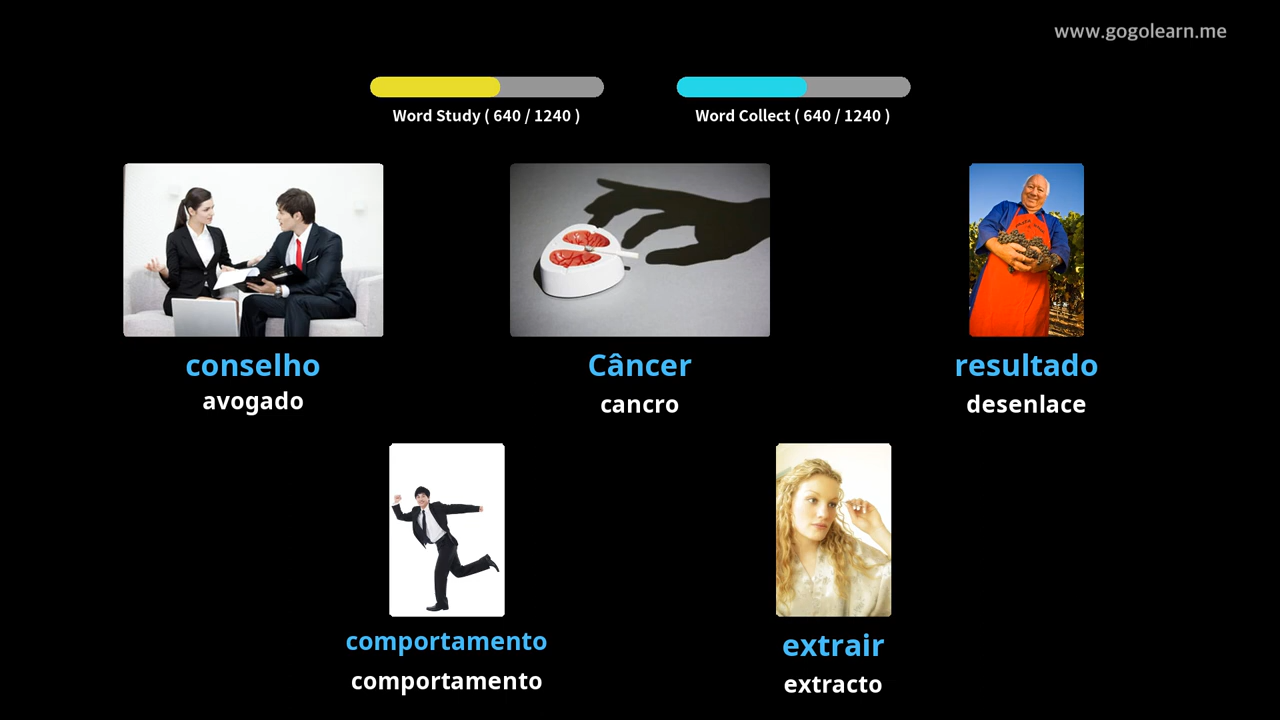 www.gogolearn.me
Word Study ( 640 / 1240 )
Word Collect ( 640 / 1240 )
conselho
avogado
Câncer
cancro
resultado
desenlace
comportamento
comportamento
extrair
extracto